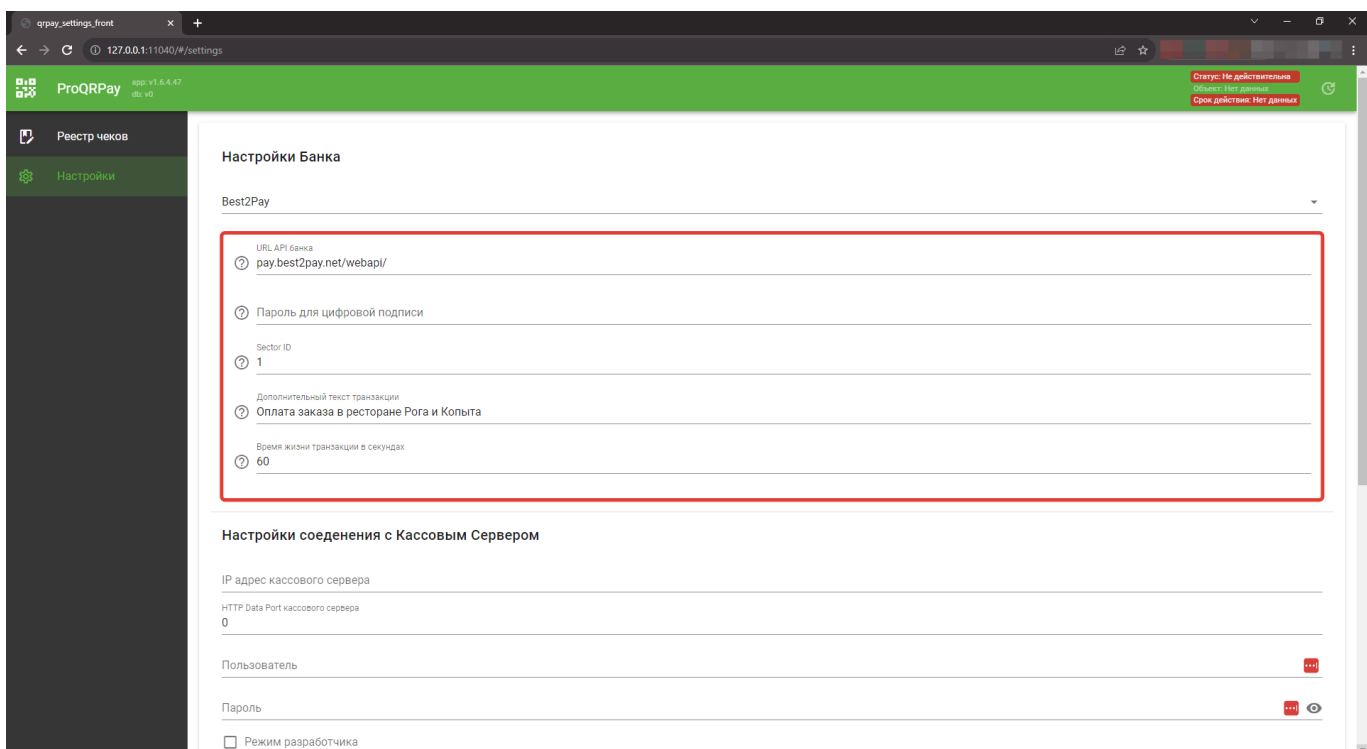 qrpay_settings_front
127.0.0.1:11040/#/settings
ProQRPay
app: v1.6.4.47
db: v0
Статус: Не действительна
Объект: Нет данных
Срок действия: Нет данных
Реестр чеков
Настройки
Настройки Банка
Best2Pay
URL API банка
pay.best2pay.net/webapi/
Пароль для цифровой подписи
Sector ID
1
Дополнительный текст транзакции
Оплата заказа в ресторане Рога и Копыта
Время жизни транзакции в секундах
60
Настройки соеденения с Кассовым Сервером
IP адрес кассового сервера
HTTP Data Port кассового сервера
0
Пользователь
Пароль
Режим разработчика